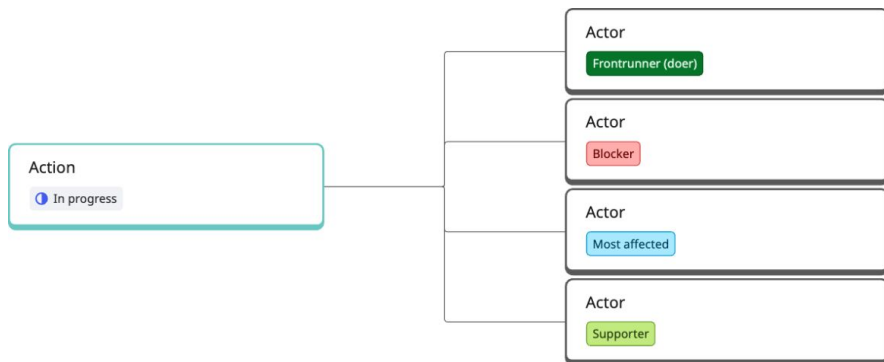 Action
In progress
Actor
Frontrunner (doer)
Actor
Blocker
Actor
Most affected
Actor
Supporter